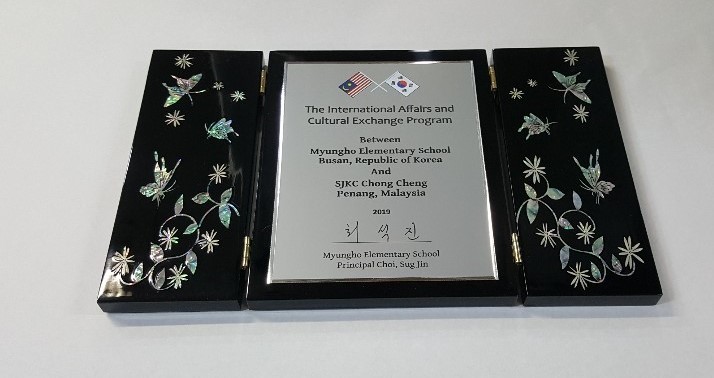 The International Affairs and
Cultural Exchange Program
Between
Myungho Elementary School
Busan, Republic of Korea
And
SJKC Chong Cheng
Penang, Malaysia
2019
최 석 진
Myungho Elementary School
Principal Choi, Sug Jin